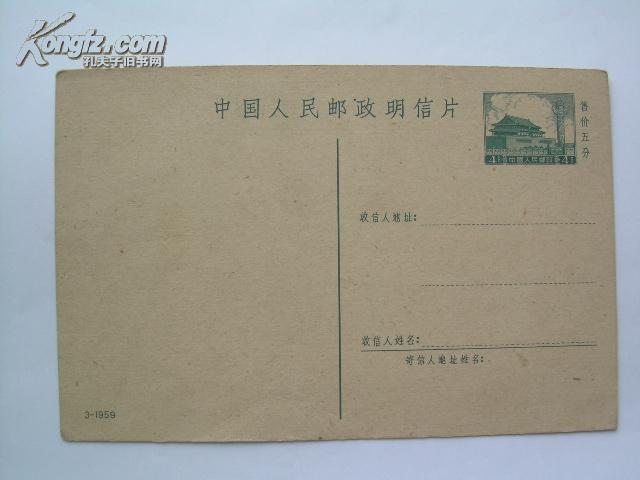 Kongfz.com
孔夫子旧书网
中国人民邮政明信片
售价五分
4分中国人民邮政4分
收信人地址：
收信人姓名：
寄信人地址姓名：
3-1959